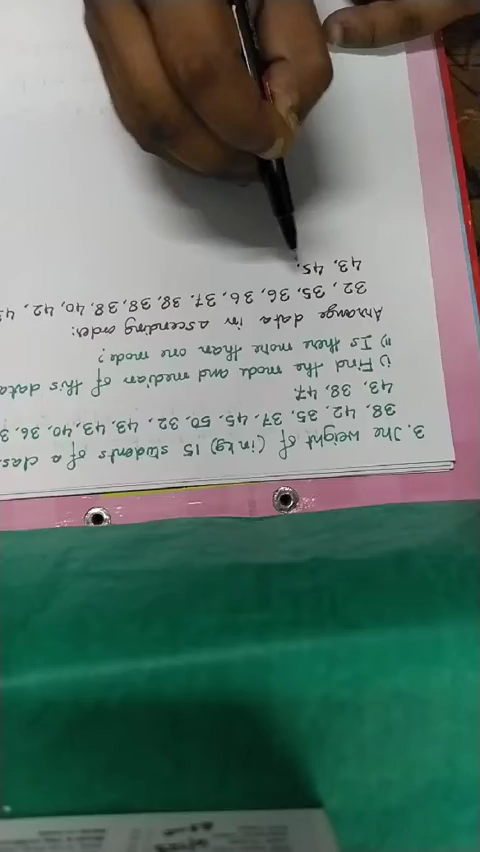 3. The weight of (in kg) 15 students of a clas
38, 42, 35, 37, 45, 50, 32, 43, 43, 40, 36, 3
43, 38, 47
i) Find the mode and median of this data
ii) Is there more than one mode?
Arrange data in ascending order:
32, 35, 36, 36, 37, 38, 38, 38, 40, 42, 4
43, 45,